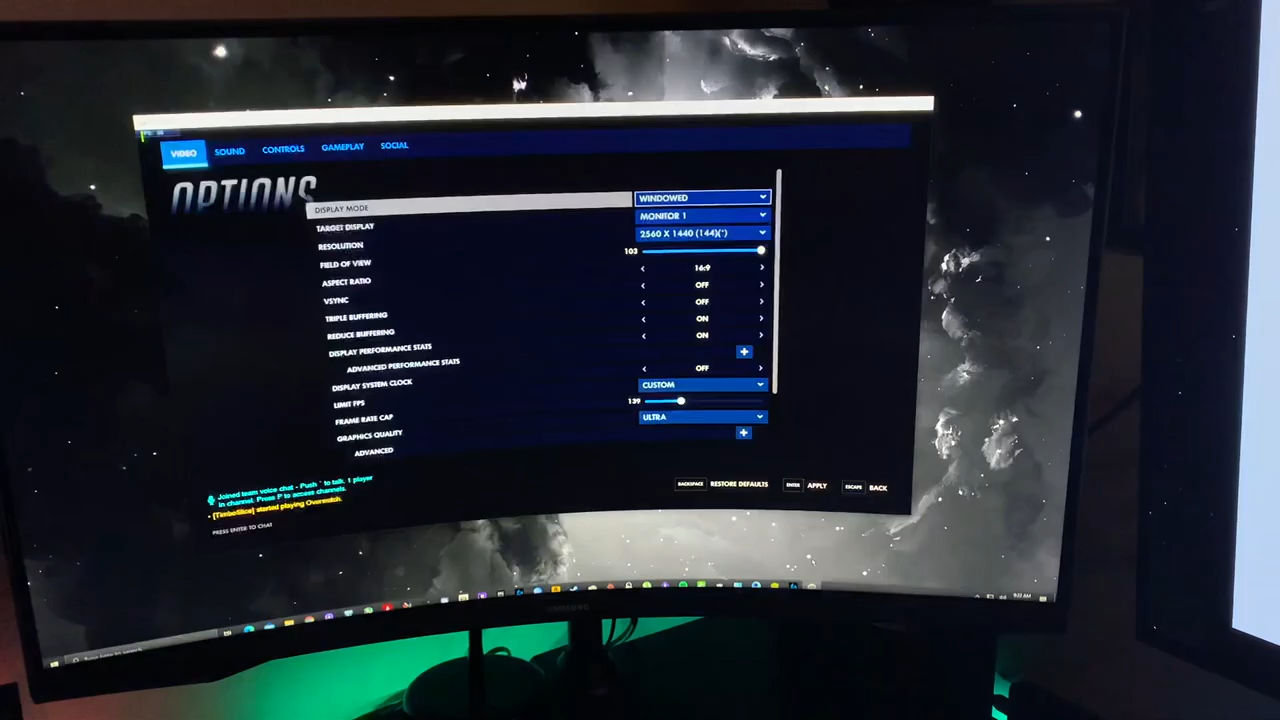 VIDEO SOUND CONTROLS GAMEPLAY SOCIAL
OPTIONS
DISPLAY MODE WINDOWED
TARGET DISPLAY MONITOR 1
RESOLUTION 2560 X 1440 (144)(*)
FIELD OF VIEW 103
ASPECT RATIO 16:9
VSYNC OFF
TRIPLE BUFFERING OFF
REDUCE BUFFERING ON
DISPLAY PERFORMANCE STATS ON
ADVANCED PERFORMANCE STATS +
DISPLAY SYSTEM CLOCK OFF
LIMIT FPS CUSTOM
FRAME RATE CAP 139
GRAPHICS QUALITY ULTRA
ADVANCED +
BACKSPACE RESTORE DEFAULTS ENTER APPLY ESCAPE BACK
Joined team voice chat - Push ` to talk. 1 player
in channel. Press P to access channels.
[TimboSlice] started playing Overwatch.
PRESS ENTER TO CHAT
SAMSUNG